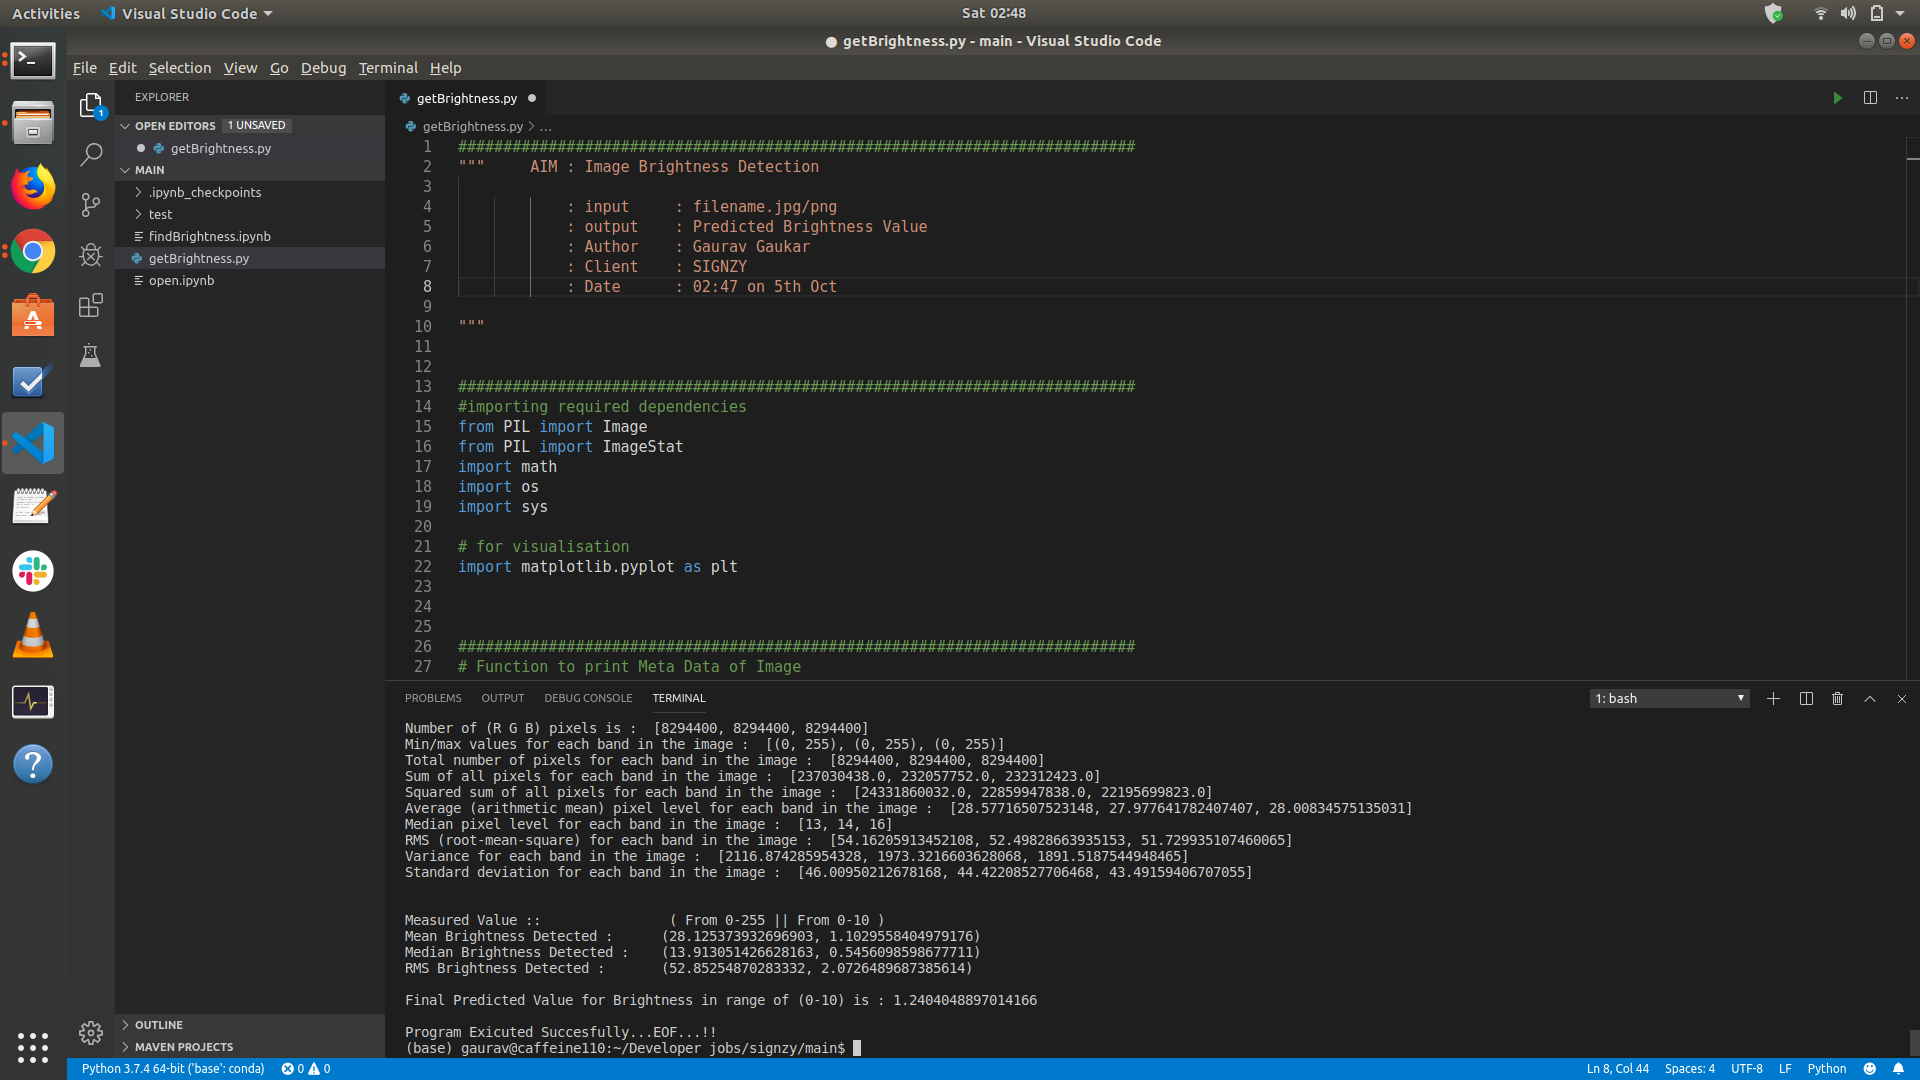 Activities Visual Studio Code Sat 02:48
● getBrightness.py - main - Visual Studio Code
File Edit Selection View Go Debug Terminal Help
EXPLORER
OPEN EDITORS 1 UNSAVED
getBrightness.py
MAIN
.ipynb_checkpoints
test
findBrightness.ipynb
getBrightness.py
open.ipynb
OUTLINE
MAVEN PROJECTS
1
getBrightness.py
getBrightness.py > ...
1 ###########################################################################
2 """     AIM : Image Brightness Detection
3
4             : input     : filename.jpg/png
5             : output    : Predicted Brightness Value
6             : Author    : Gaurav Gaukar
7             : Client    : SIGNZY
8             : Date      : 02:47 on 5th Oct
9
10 """
11
12
13 ###########################################################################
14 #importing required dependencies
15 from PIL import Image
16 from PIL import ImageStat
17 import math
18 import os
19 import sys
20
21 # for visualisation
22 import matplotlib.pyplot as plt
23
24
25
26 ###########################################################################
27 # Function to print Meta Data of Image
PROBLEMS OUTPUT DEBUG CONSOLE TERMINAL 1: bash
Number of (R G B) pixels is :  [8294400, 8294400, 8294400]
Min/max values for each band in the image :  [(0, 255), (0, 255), (0, 255)]
Total number of pixels for each band in the image :  [8294400, 8294400, 8294400]
Sum of all pixels for each band in the image :  [237030438.0, 232057752.0, 232312423.0]
Squared sum of all pixels for each band in the image :  [24331860032.0, 22859947838.0, 22195699823.0]
Average (arithmetic mean) pixel level for each band in the image :  [28.57716507523148, 27.977641782407407, 28.00834575135031]
Median pixel level for each band in the image :  [13, 14, 16]
RMS (root-mean-square) for each band in the image :  [54.16205913452108, 52.49828663935153, 51.729935107460065]
Variance for each band in the image :  [2116.874285954328, 1973.3216603628068, 1891.5187544948465]
Standard deviation for each band in the image :  [46.00950212678168, 44.42208527706468, 43.49159406707055]
Measured Value ::                ( From 0-255 || From 0-10 )
Mean Brightness Detected :      (28.125373932696903, 1.1029558404979176)
Median Brightness Detected :    (13.913051426628163, 0.5456098598677711)
RMS Brightness Detected :       (52.85254870283332, 2.0726489687385614)
Final Predicted Value for Brightness in range of (0-10) is : 1.2404048897014166
Program Exicuted Succesfully...EOF...!!
(base) gaurav@caffeine110:~/Developer jobs/signzy/main$
Python 3.7.4 64-bit ('base': conda) 0 0 Ln 8, Col 44 Spaces: 4 UTF-8 LF Python